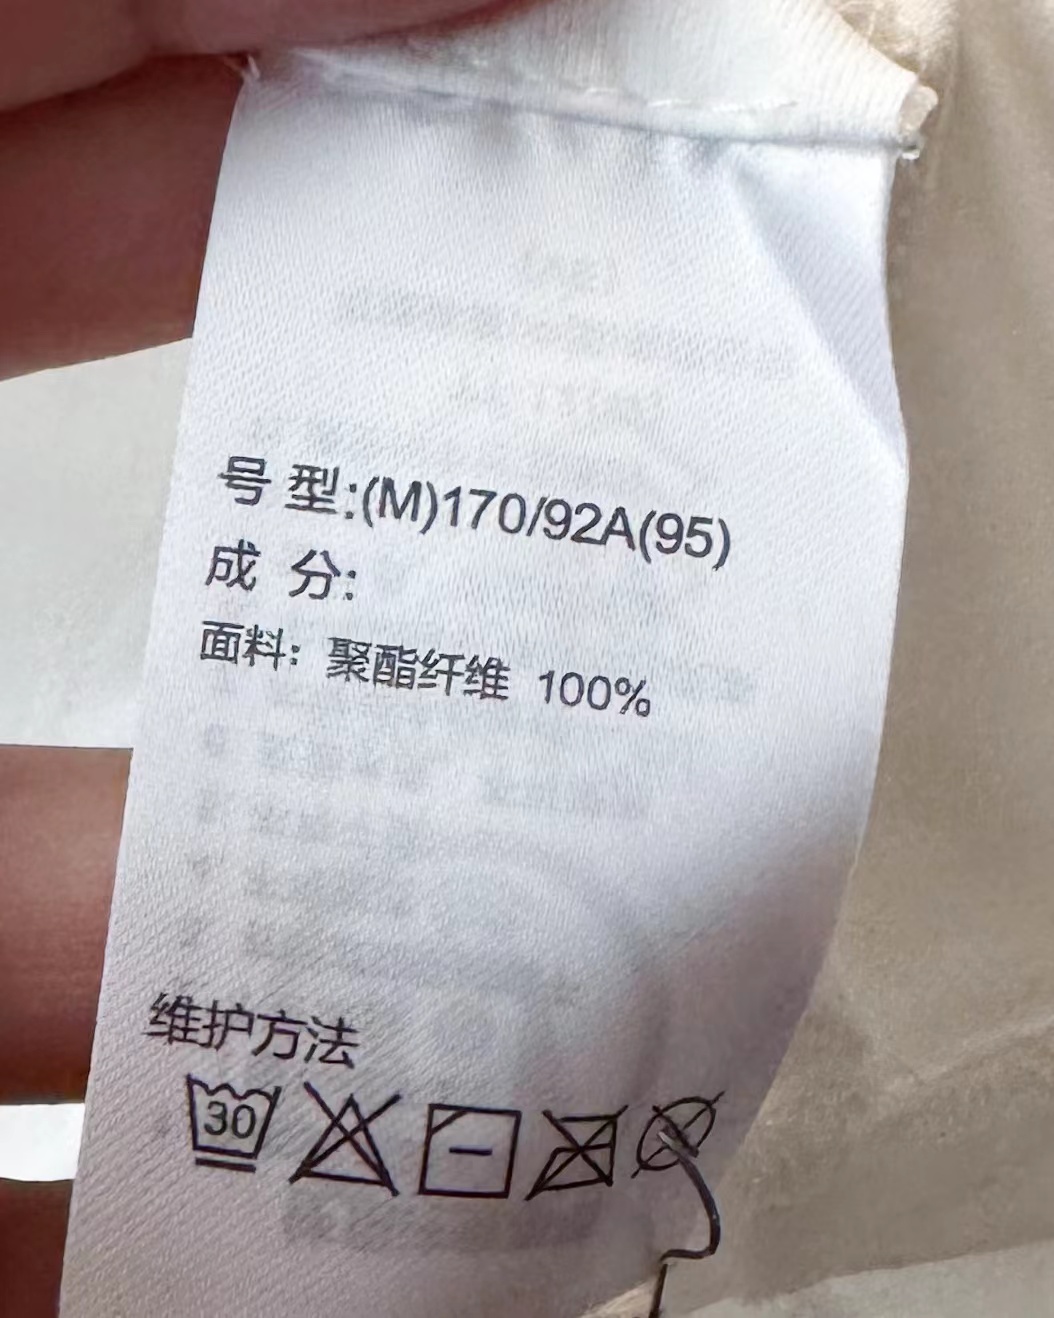 号 型:(M)170/92A(95)
成 分:
面料: 聚酯纤维 100%
维护方法
30